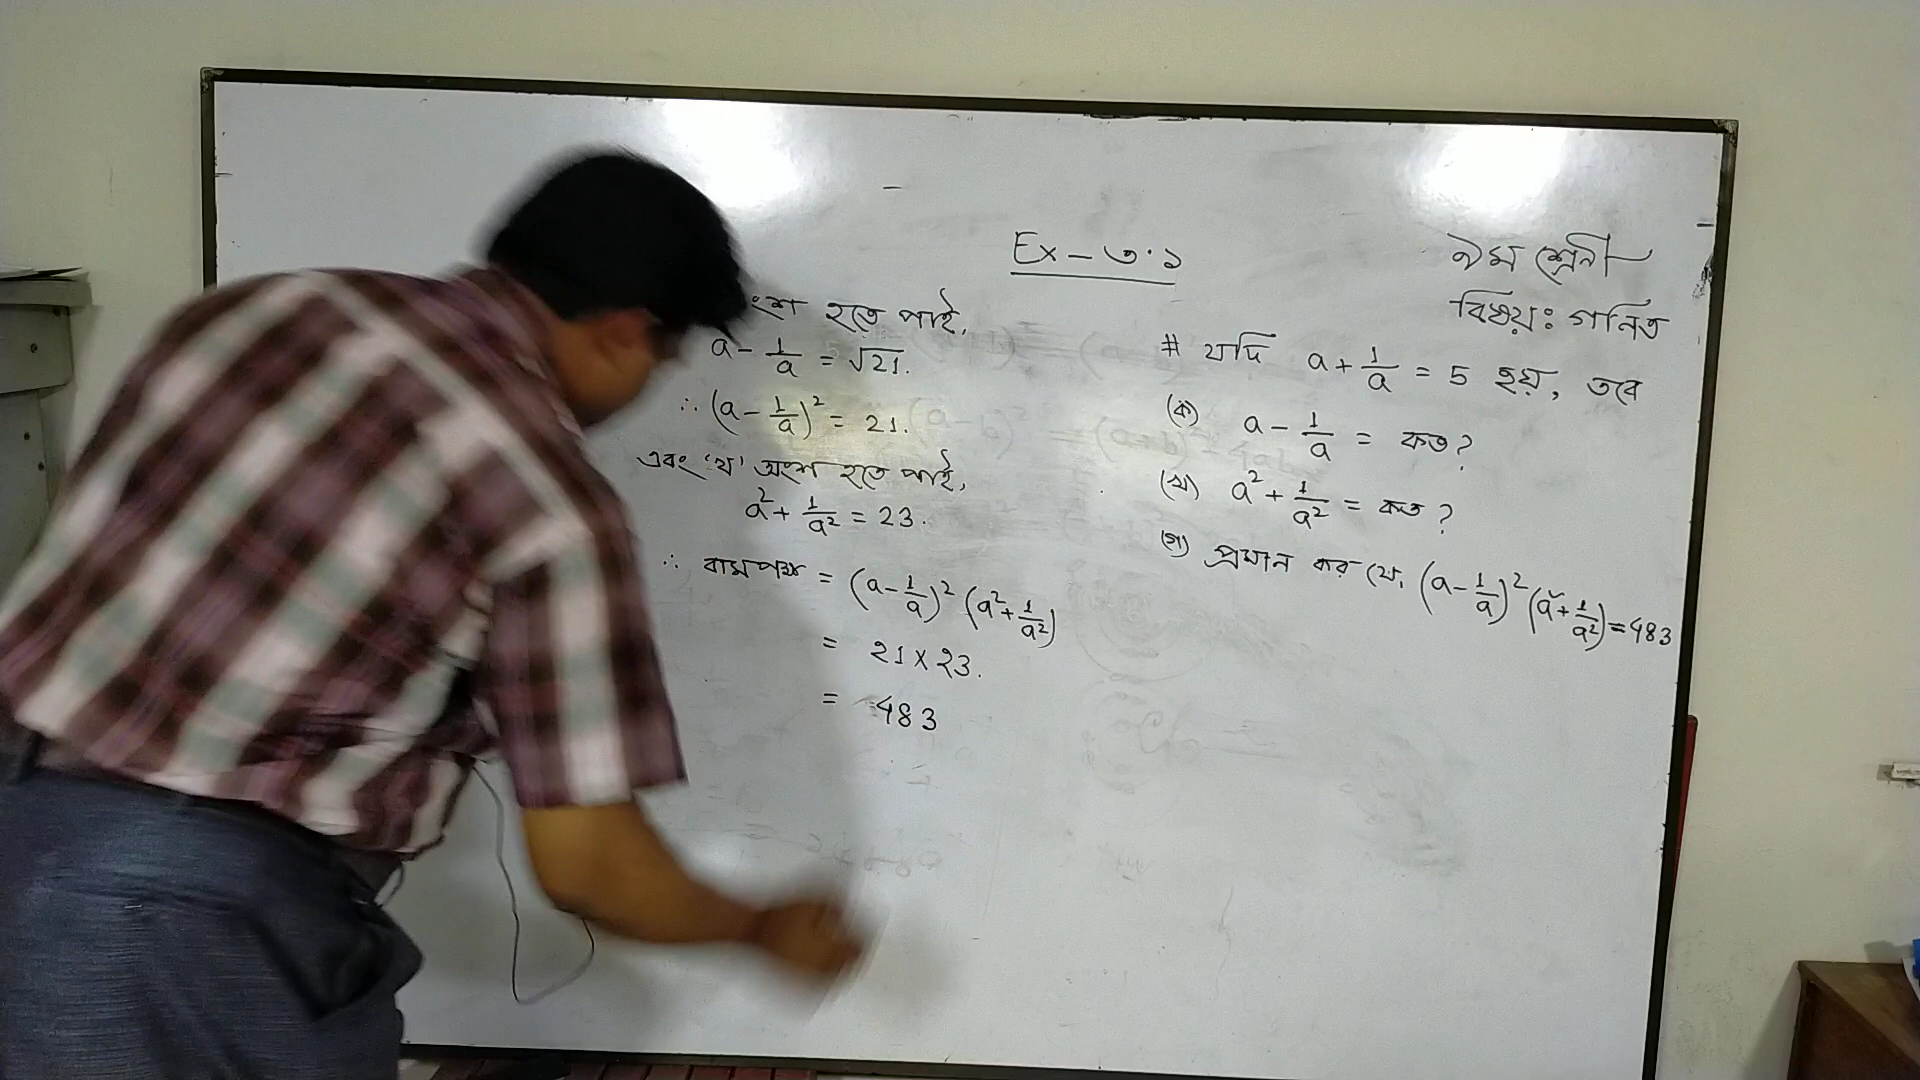 Ex - ৩.১
৯ম শ্রেনী
বিষয়ঃ গনিত
# যদি a + 1/a = 5 হয়, তবে
(ক) a - 1/a = কত?
(খ) a² + 1/a² = কত?
(গ) প্রমান কর যে, (a - 1/a)² (a² + 1/a²) = 483
হতে পাই,
a - 1/a = √21.
∴ (a - 1/a)² = 21.
এবং 'খ' অংশ হতে পাই,
a² + 1/a² = 23.
∴ বামপক্ষ = (a - 1/a)² (a² + 1/a²)
= 21 × 23.
= 483